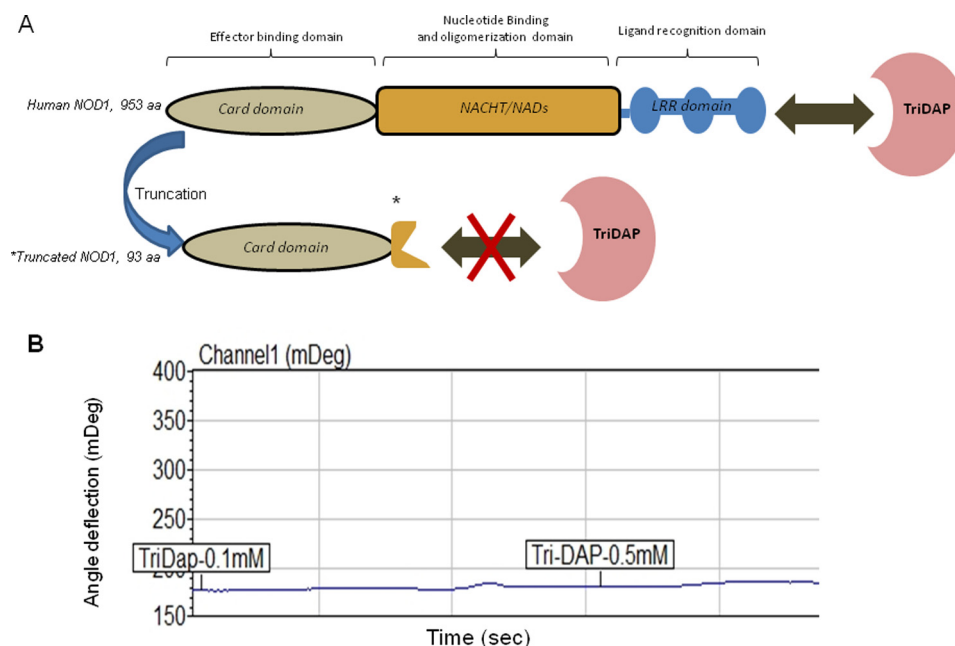 A
Effector binding domain
Nucleotide Binding
and oligomerization domain
Ligand recognition domain
Human NOD1, 953 aa
Card domain
NACHT/NADs
LRR domain
TriDAP
Truncation
*
*Truncated NOD1, 93 aa
Card domain
TriDAP
B
Channel1 (mDeg)
Angle deflection (mDeg)
400
350
300
250
200
150
TriDap-0.1mM
Tri-DAP-0.5mM
Time (sec)